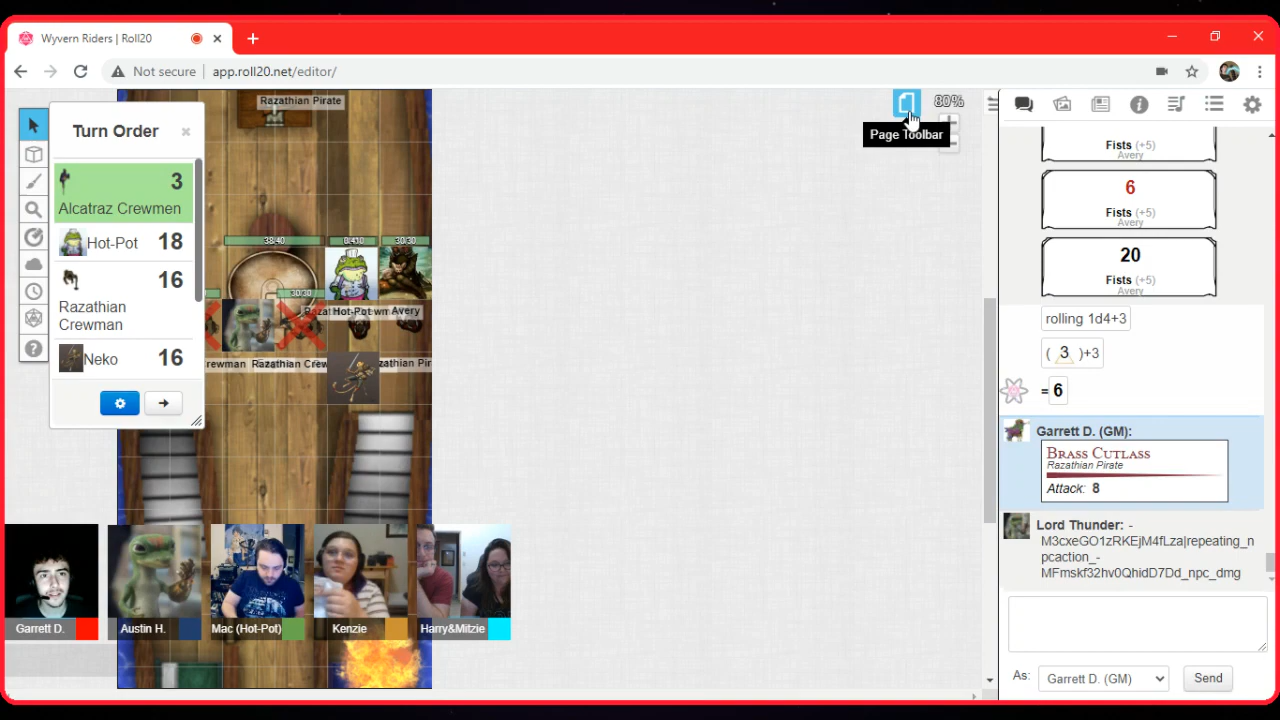 Wyvern Riders | Roll20
Not secure
app.roll20.net/editor/
Turn Order
3
Alcatraz Crewmen
Hot-Pot 18
16
Razathian
Crewman
Neko 16
Razathian Pirate
38/40
30/30
30/30
Hot-Pot
Avery
rewman
Razathian Crew
zathian Pir
80%
Page Toolbar
Fists (+5)
Avery
6
Fists (+5)
Avery
20
Fists (+5)
Avery
rolling 1d4+3
( 3 )+3
= 6
Garrett D. (GM):
Brass Cutlass
Razathian Pirate
Attack: 8
Lord Thunder: -
M3cxeGO1zRKEjM4fLza|repeating_n
pcaction_-
MFmskf32hv0QhidD7Dd_npc_dmg
As: Garrett D. (GM)
Send
Garrett D.
Austin H.
Mac (Hot-Pot)
Kenzie
Harry&Mitzie